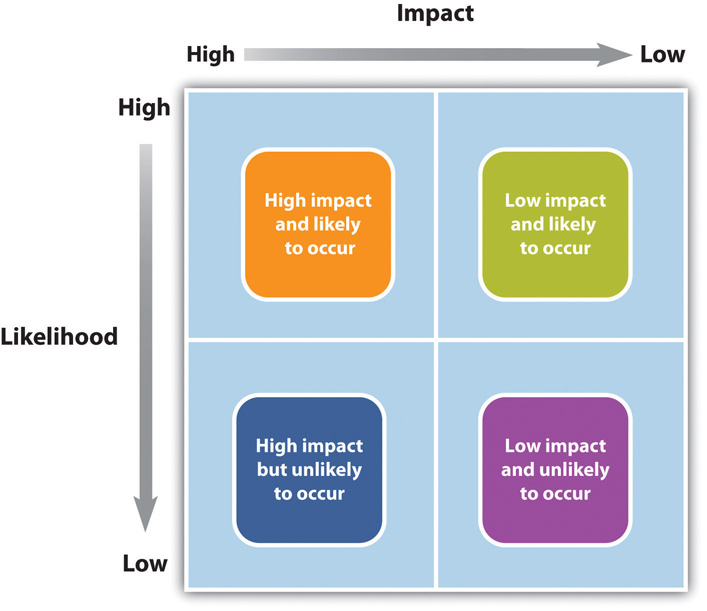 Impact
High
Low
High
Likelihood
Low
High impact
and likely
to occur
Low impact
and likely
to occur
High impact
but unlikely
to occur
Low impact
and unlikely
to occur